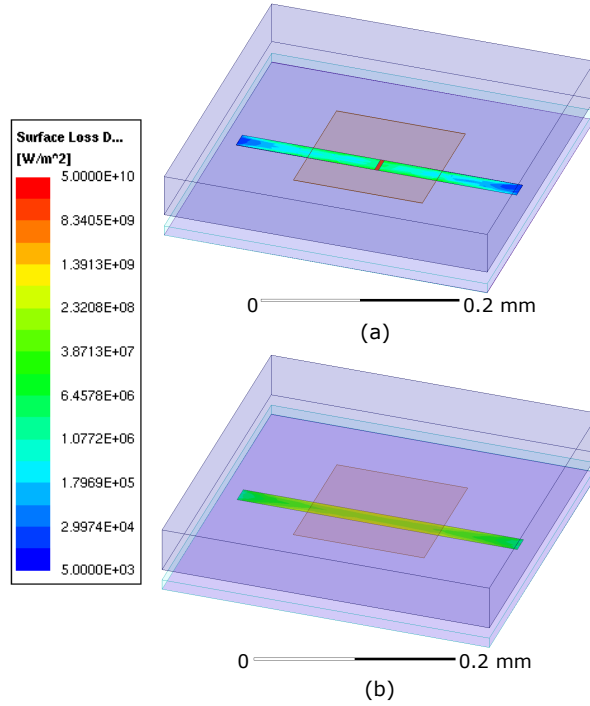 Surface Loss D...
[W/m^2]
5.0000E+10
8.3405E+09
1.3913E+09
2.3208E+08
3.8713E+07
6.4578E+06
1.0772E+06
1.7969E+05
2.9974E+04
5.0000E+03
0 0.2 mm
(a)
0 0.2 mm
(b)